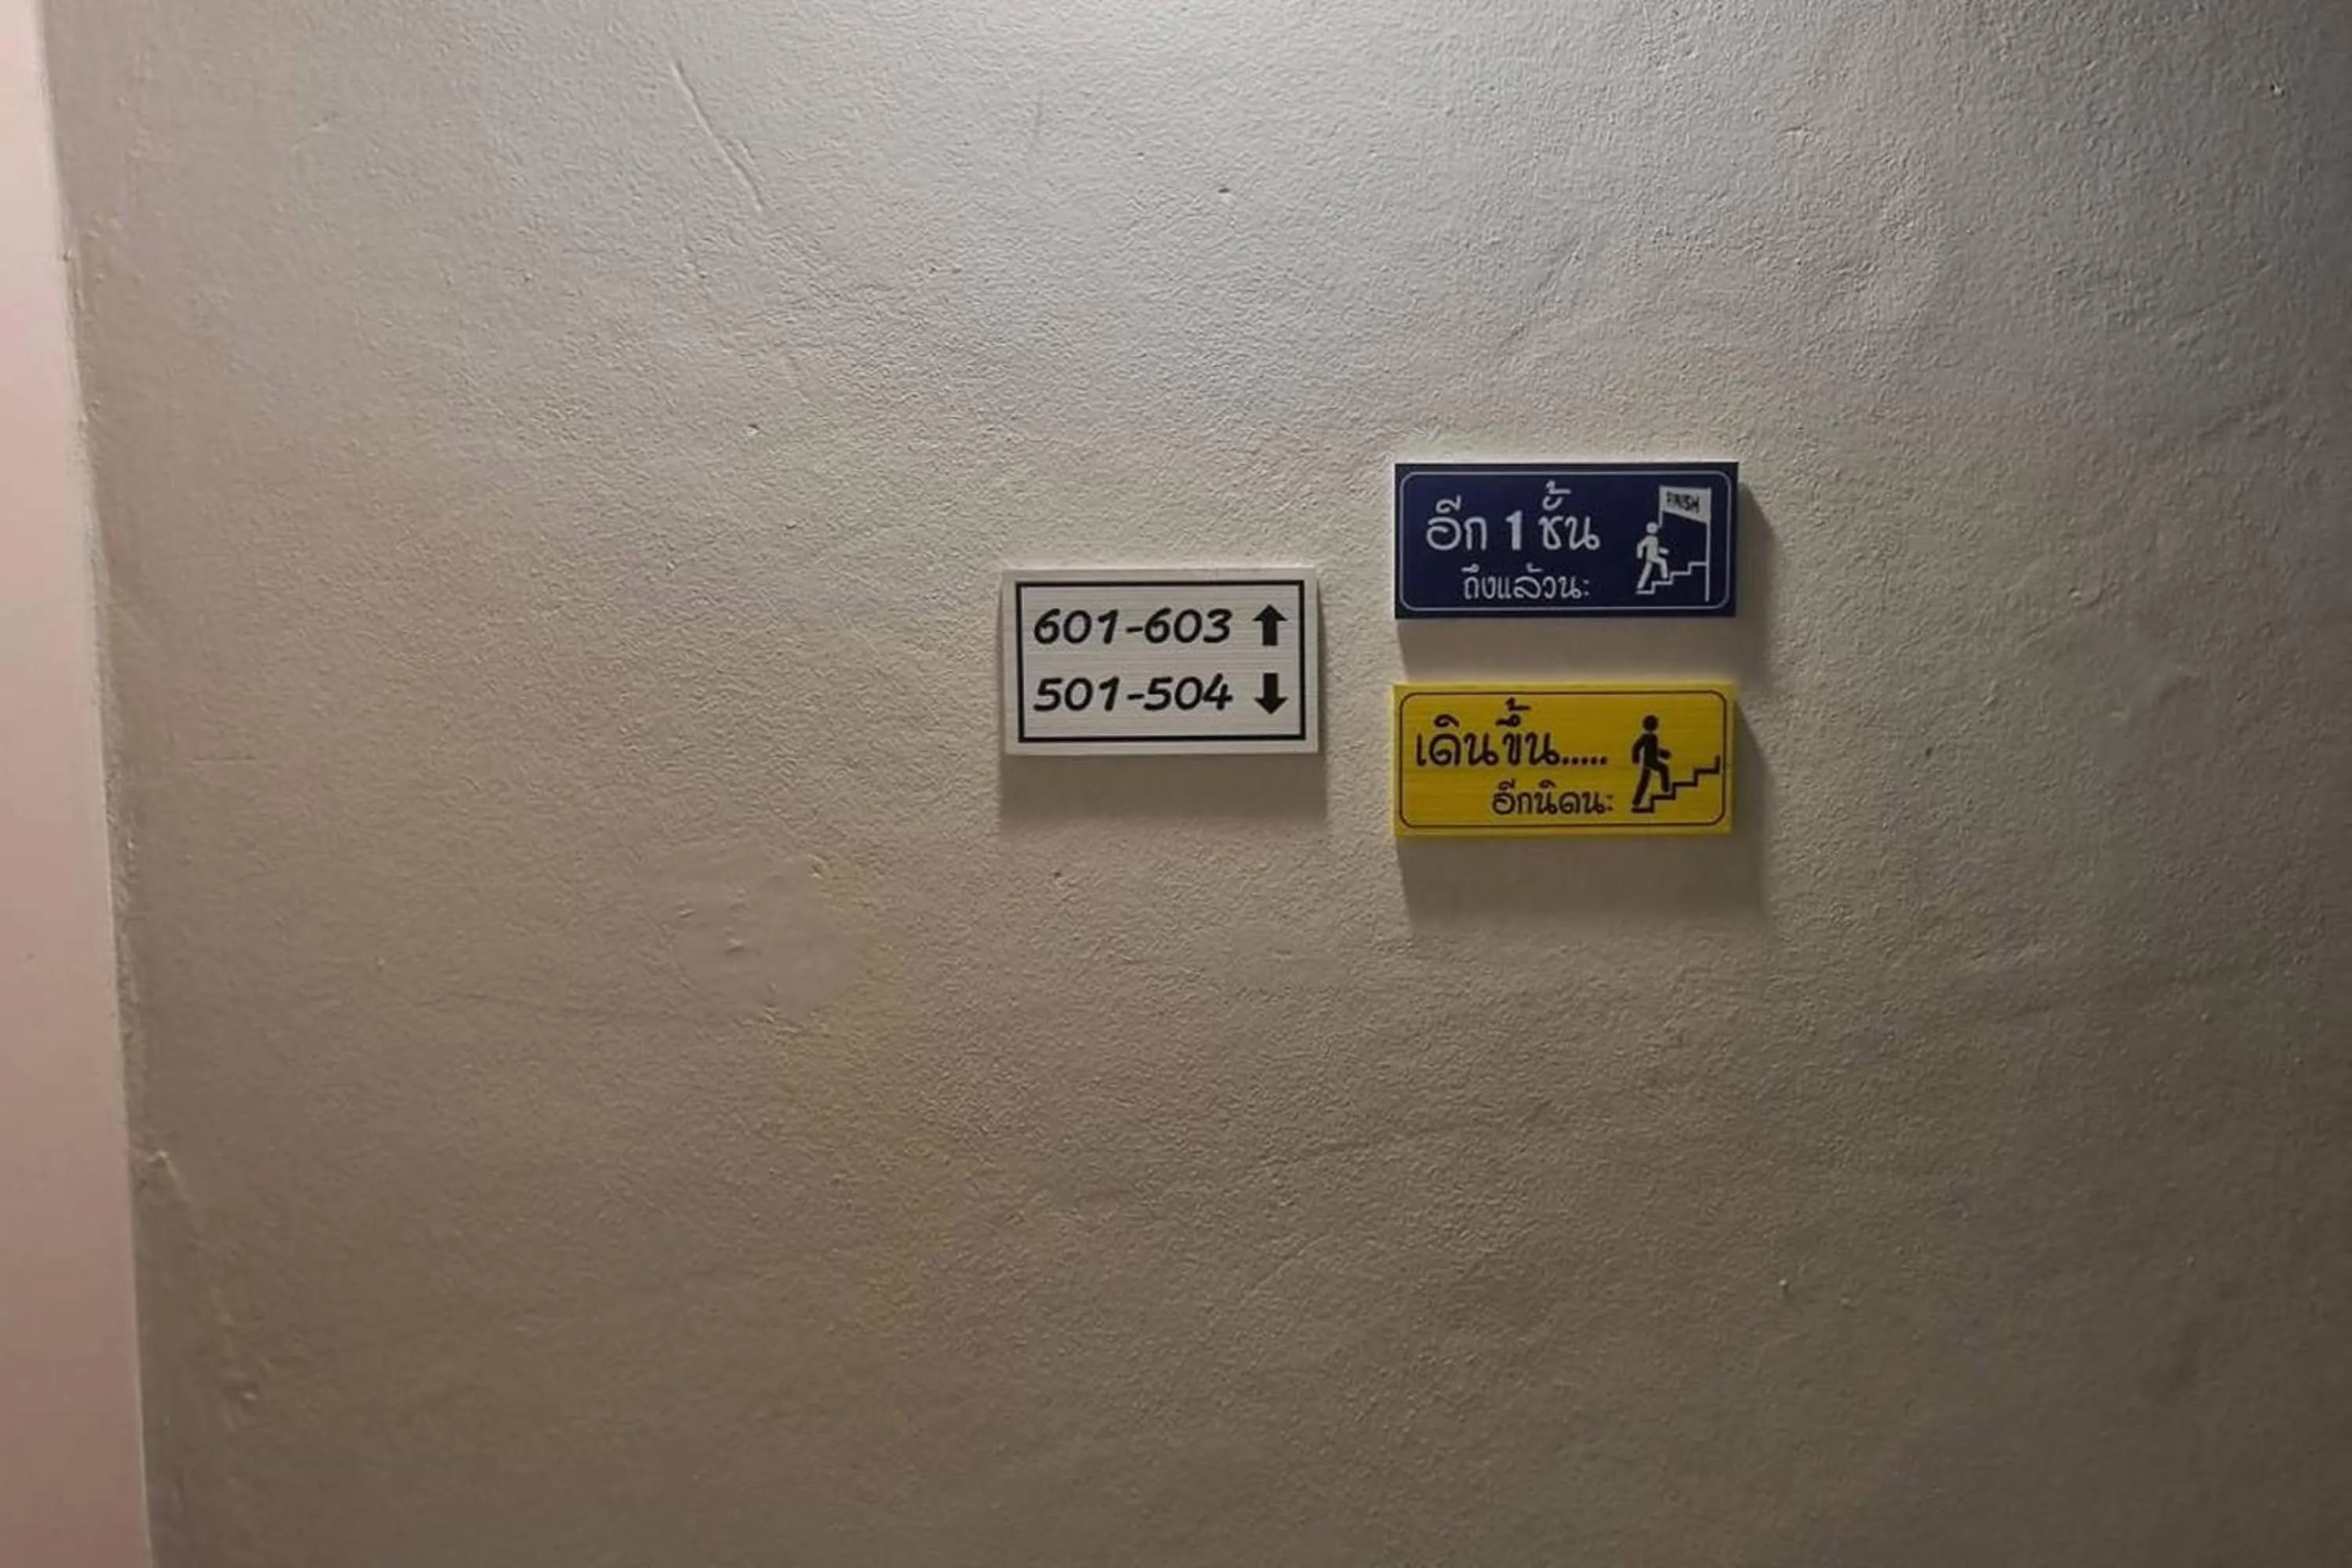 601-603 ↑
501-504 ↓
อีก 1 ชั้น
ถึงแล้วนะ
FINISH
เดินขึ้น.....
อีกนิดนะ